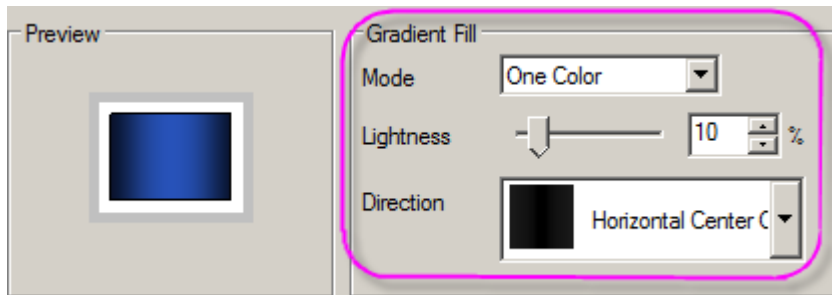 Preview
Gradient Fill
Mode
One Color
Lightness
10
%
Direction
Horizontal Center